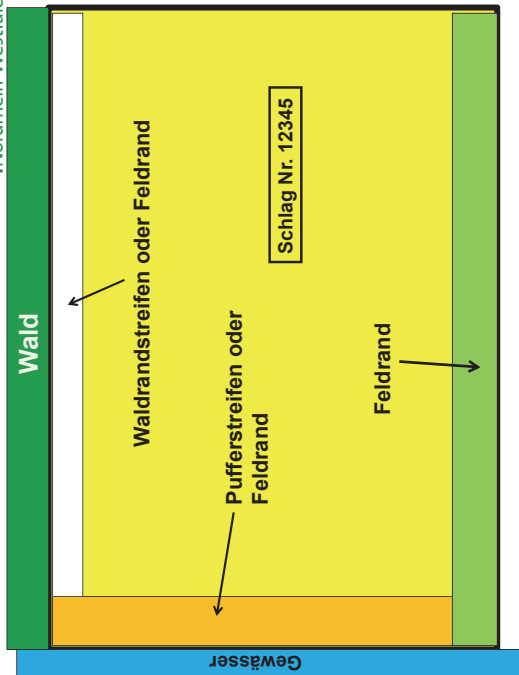 Wald
Waldrandstreifen oder Feldrand
Schlag Nr. 12345
Pufferstreifen oder
Feldrand
Feldrand
Gewässer